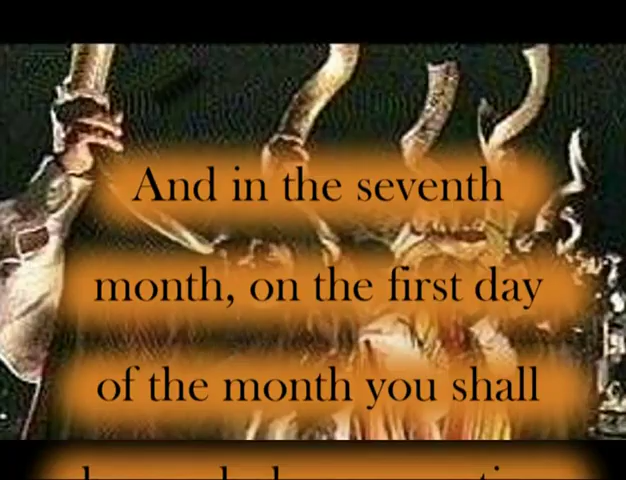 And in the seventh
month, on the first day
of the month you shall